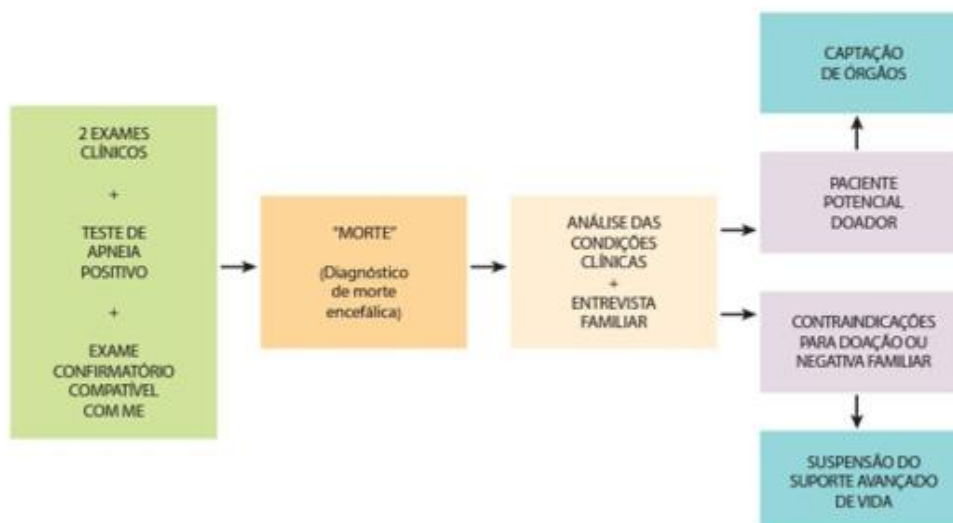 2 EXAMES
CLÍNICOS
+
TESTE DE
APNEIA
POSITIVO
+
EXAME
CONFIRMATÓRIO
COMPATÍVEL
COM ME
"MORTE"
(Diagnóstico
de morte
encefálica)
ANÁLISE DAS
CONDIÇÕES
CLÍNICAS
+
ENTREVISTA
FAMILIAR
CAPTAÇÃO
DE ÓRGÃOS
PACIENTE
POTENCIAL
DOADOR
CONTRAINDICAÇÕES
PARA DOAÇÃO OU
NEGATIVA FAMILIAR
SUSPENSÃO DO
SUPORTE AVANÇADO
DE VIDA